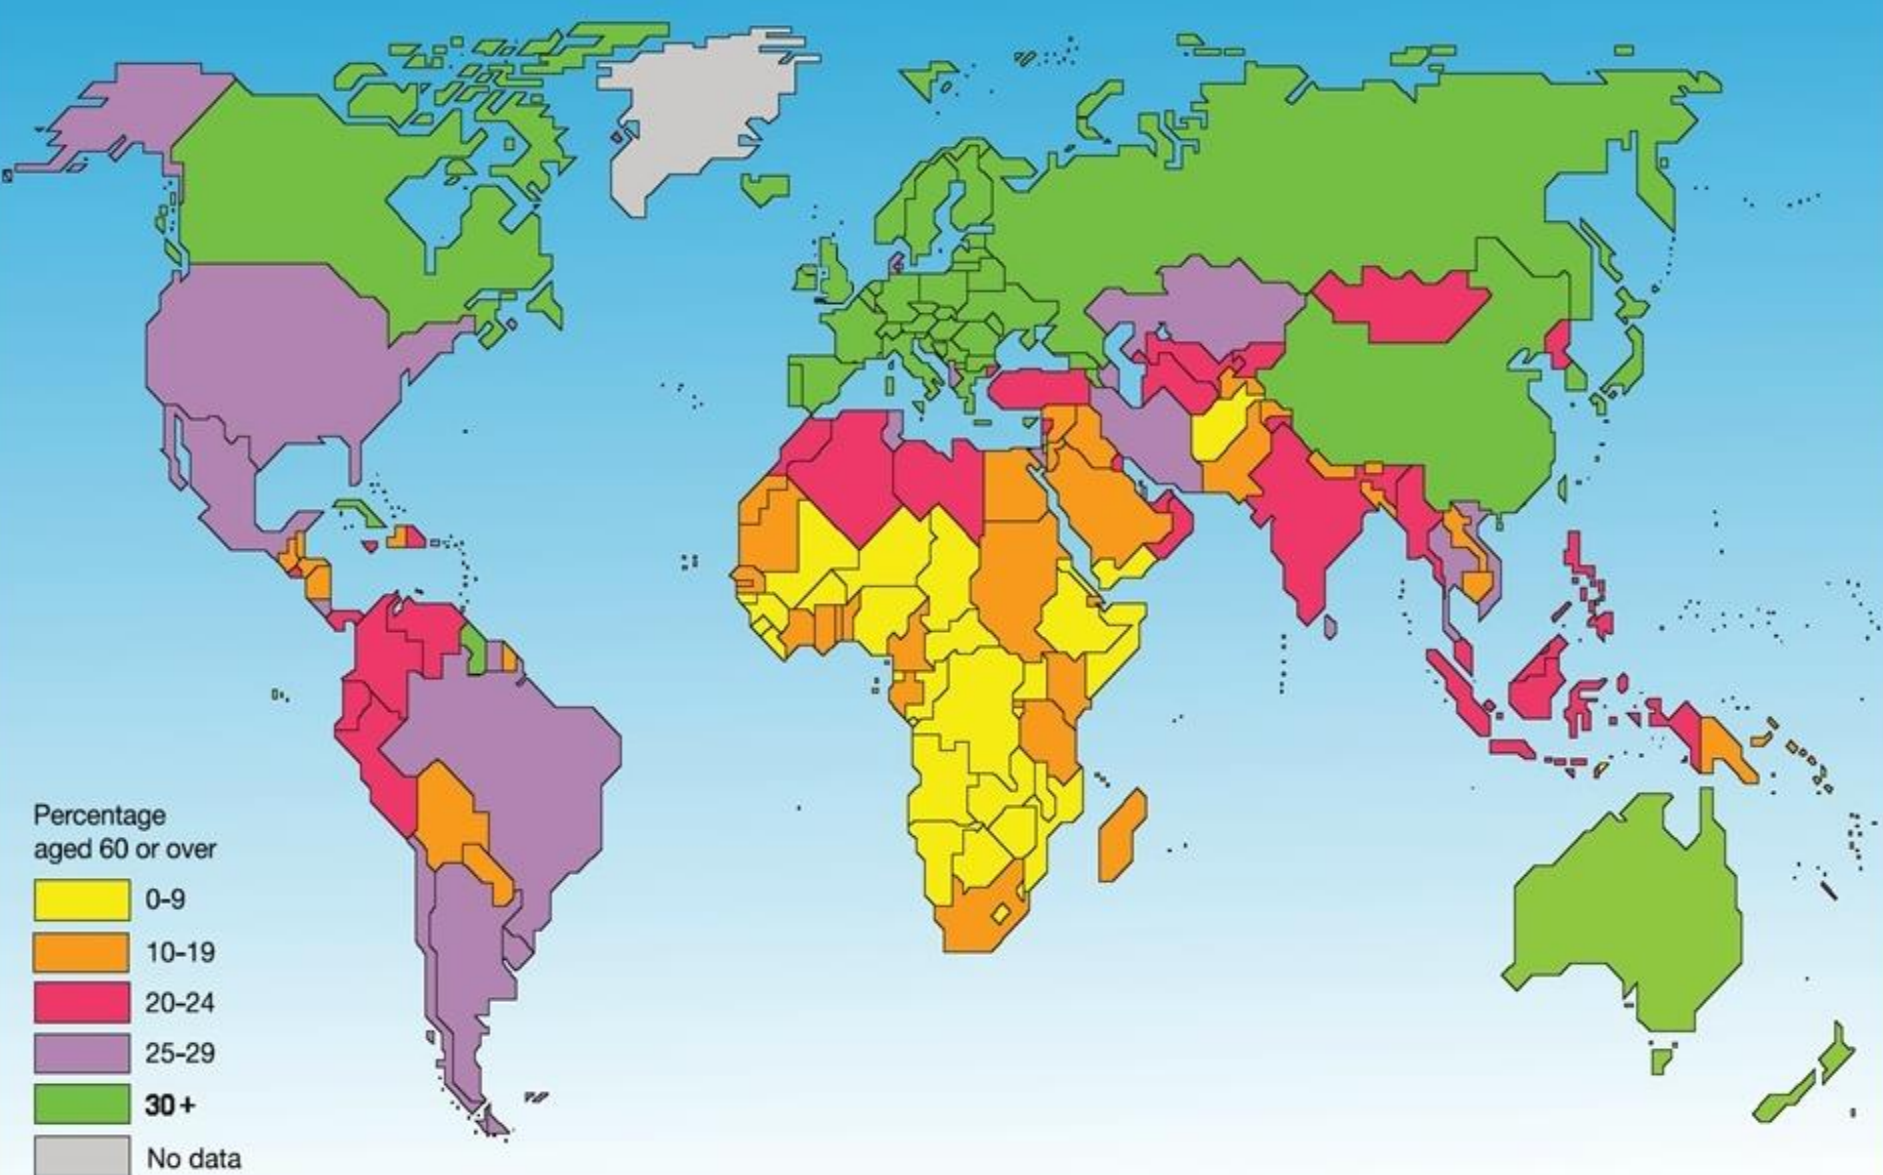 Percentage
aged 60 or over
0-9
10-19
20-24
25-29
30+
No data